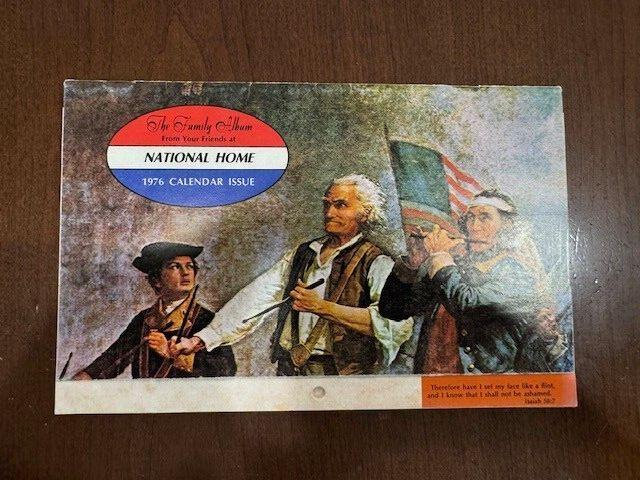 The Family Album
From Your Friends at
NATIONAL HOME
1976 CALENDAR ISSUE
Therefore have I set my face like a flint,
and I know that I shall not be ashamed.
Isaiah 50:7